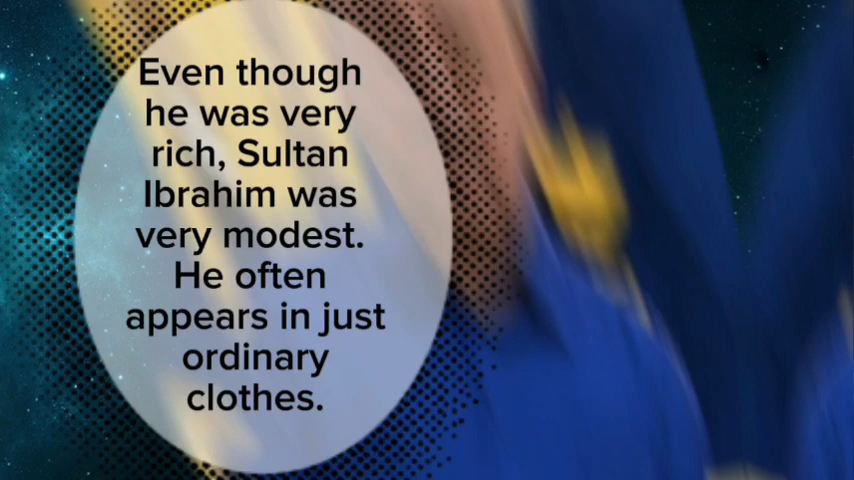 Even though
he was very
rich, Sultan
Ibrahim was
very modest.
He often
appears in just
ordinary
clothes.